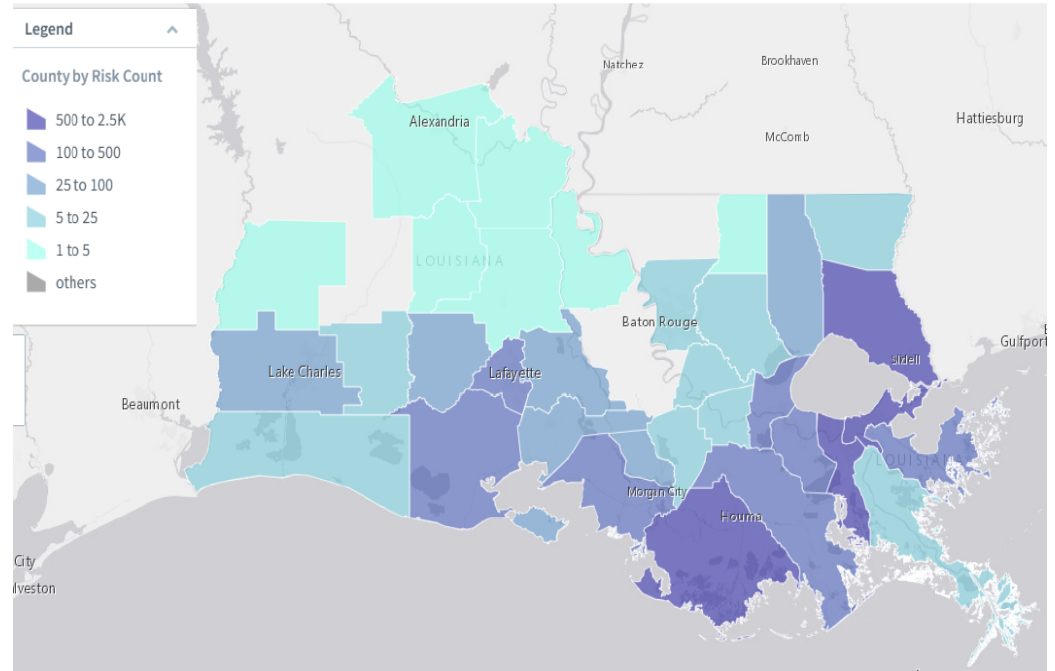 Legend
County by Risk Count
500 to 2.5K
100 to 500
25 to 100
5 to 25
1 to 5
others
Natchez
Brookhaven
Hattiesburg
Alexandria
McComb
LOUISIANA
Baton Rouge
Gulfport
Slidell
Lake Charles
Lafayette
Beaumont
LOUISIANA
Morgan City
Houma
City
lveston